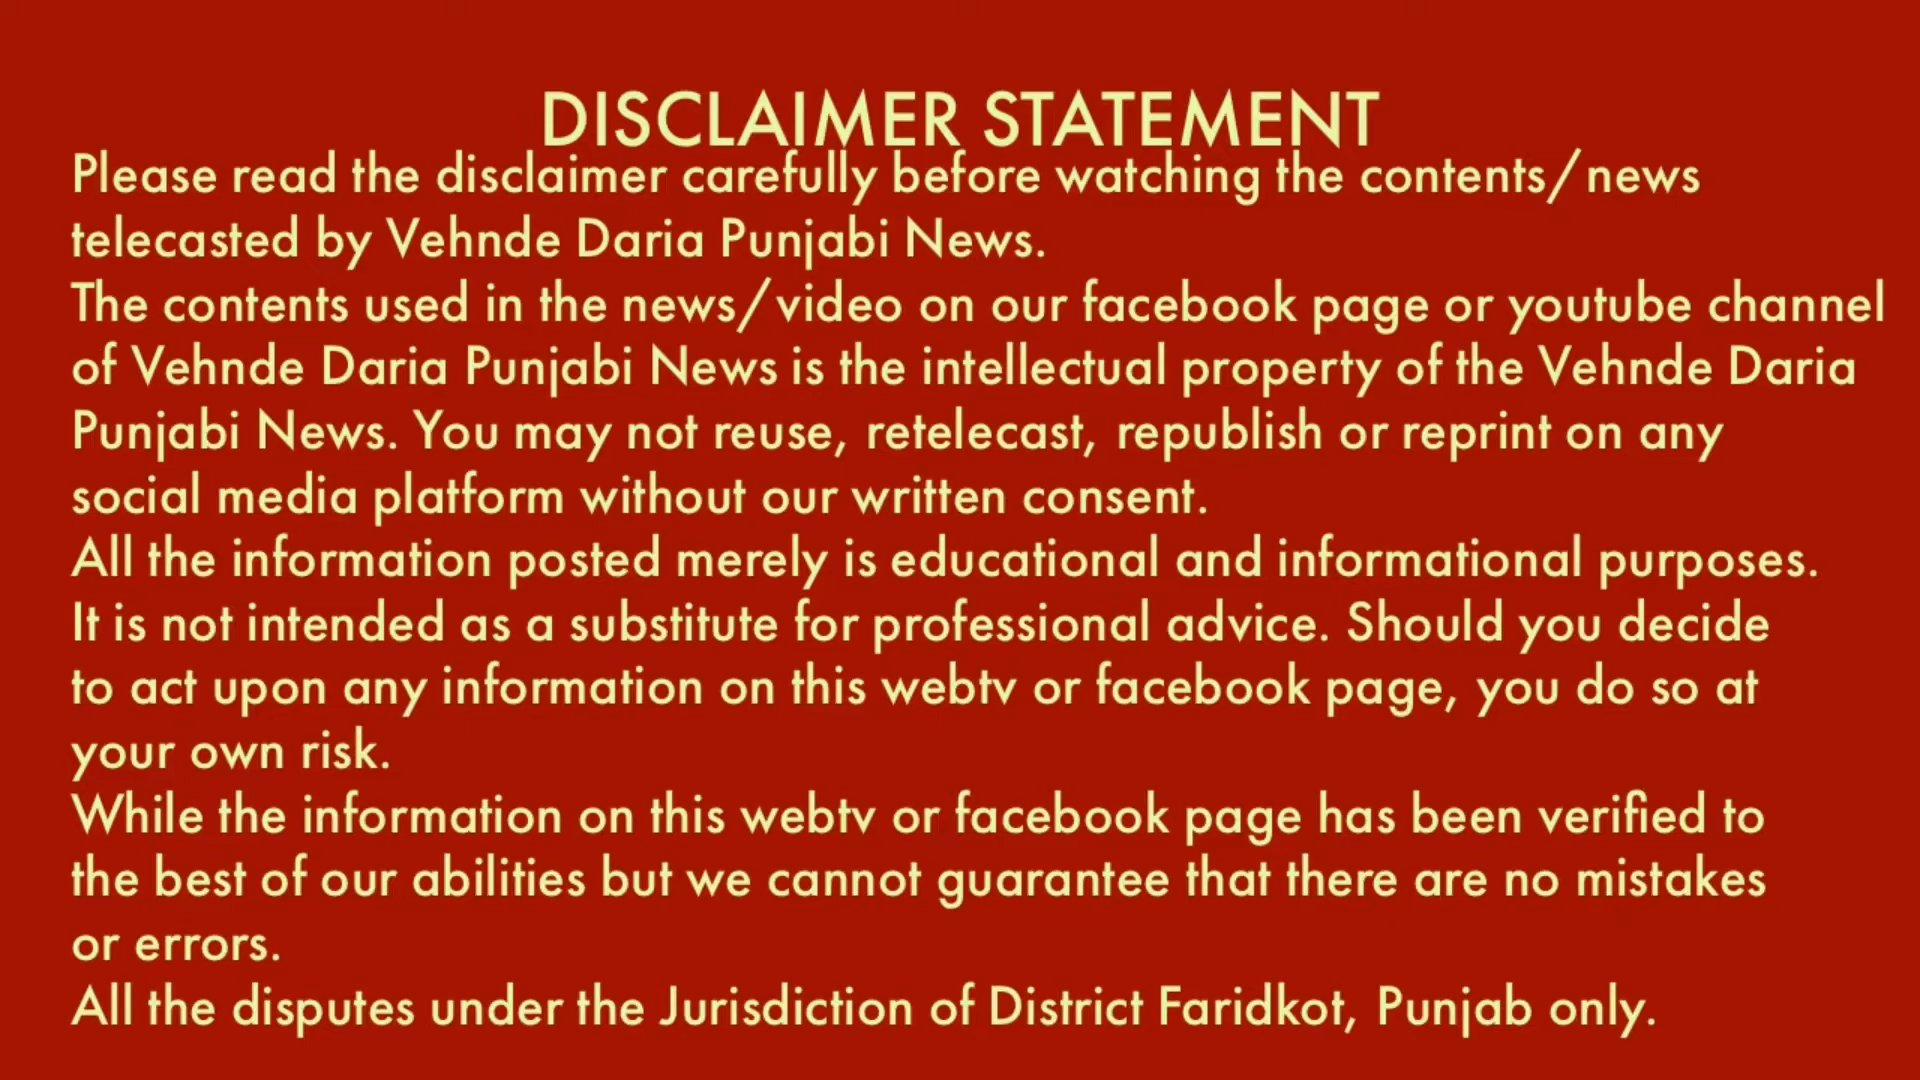 DISCLAIMER STATEMENT
Please read the disclaimer carefully before watching the contents/news
telecasted by Vehnde Daria Punjabi News.
The contents used in the news/video on our facebook page or youtube channel
of Vehnde Daria Punjabi News is the intellectual property of the Vehnde Daria
Punjabi News. You may not reuse, retelecast, republish or reprint on any
social media platform without our written consent.
All the information posted merely is educational and informational purposes.
It is not intended as a substitute for professional advice. Should you decide
to act upon any information on this webtv or facebook page, you do so at
your own risk.
While the information on this webtv or facebook page has been verified to
the best of our abilities but we cannot guarantee that there are no mistakes
or errors.
All the disputes under the Jurisdiction of District Faridkot, Punjab only.